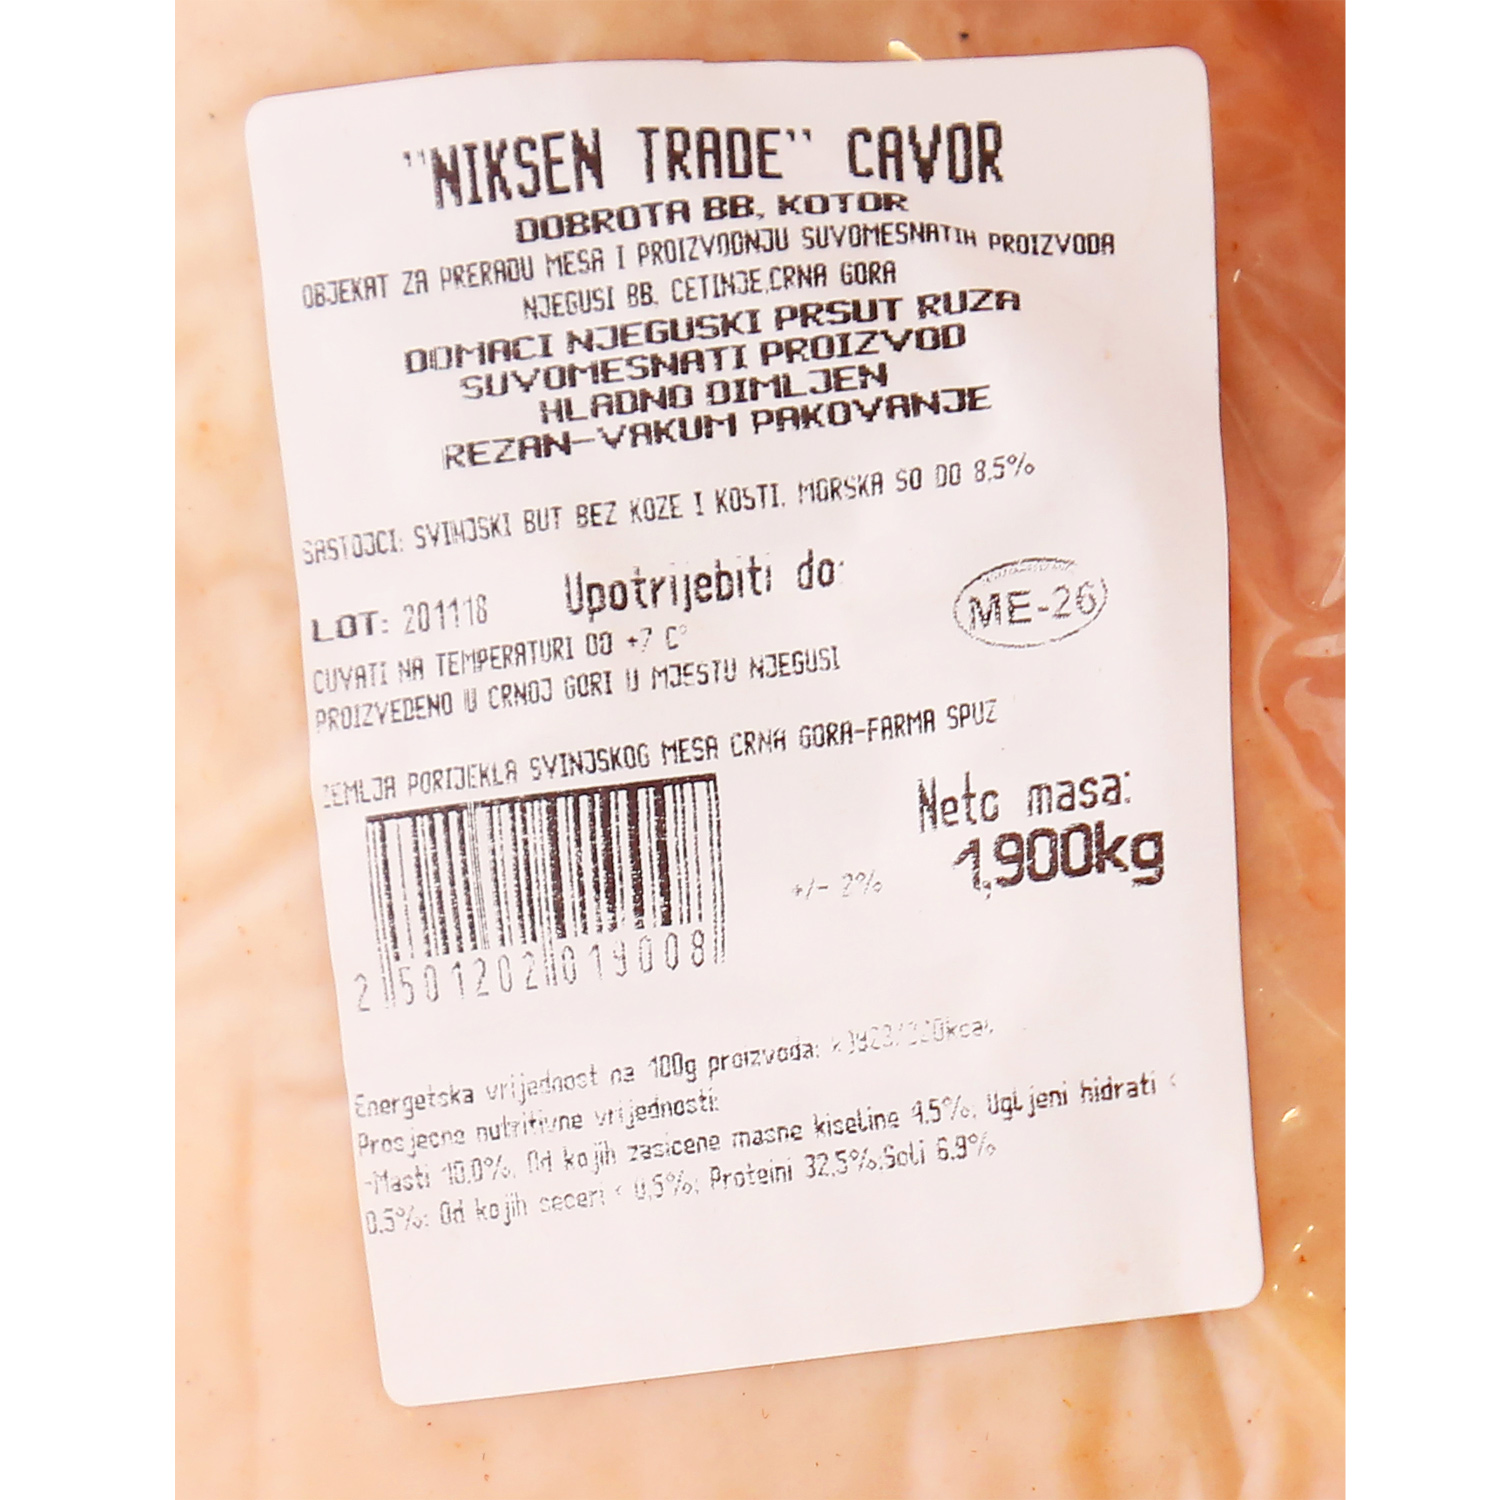 "NIKSEN TRADE" CAVOR
DOBROTA BB, KOTOR
OBJEKAT ZA PRERADU MESA I PROIZVODNJU SUVOMESNATIH PROIZVODA
NJEGUSI BB, CETINJE,CRNA GORA
DOMACI NJEGUSKI PRSUT RUZA
SUVOMESNATI PROIZVOD
HLADNO DIMLJEN
REZAN-VAKUM PAKOVANJE
SASTOJCI: SVINJSKI BUT BEZ KOZE I KOSTI, MORSKA SO DO 8,5%
Upotrijebiti do:
LOT: 201118
ME-26
CUVATI NA TEMPERATURI DO +7 C°
PROIZVEDENO U CRNOJ GORI U MJESTU NJEGUSI
ZEMLJA PORIJEKLA SVINJSKOG MESA CRNA GORA-FARMA SPUZ
Neto masa:
1,900kg
+/- 2%
2 501202 019008
Energetska vrijednost na 100g proizvoda:
Prosjecne nutritivne vrijednosti:
-Masti 10.0%, Od kojih zasicene masne kiseline 4.5%, Ugljeni hidrati <
0.5%: Od kojih seceri < 0,5%; Proteini 32,5%;Soli 6.9%